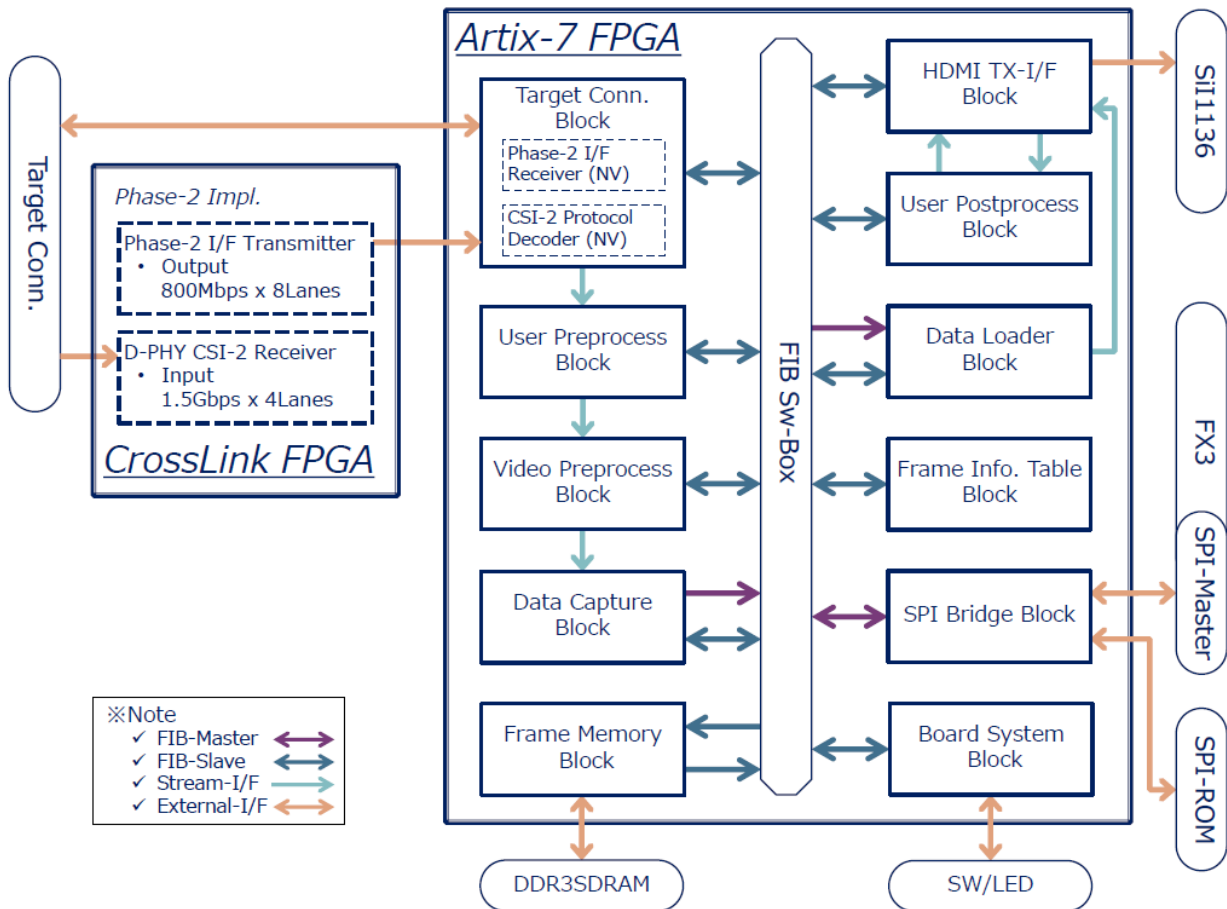 Artix-7 FPGA
Target Conn.
Phase-2 Impl.
Phase-2 I/F Transmitter
• Output
800Mbps x 8Lanes
D-PHY CSI-2 Receiver
• Input
1.5Gbps x 4Lanes
CrossLink FPGA
Target Conn.
Block
Phase-2 I/F
Receiver (NV)
CSI-2 Protocol
Decoder (NV)
User Preprocess
Block
Video Preprocess
Block
Data Capture
Block
Frame Memory
Block
FIB Sw-Box
HDMI TX-I/F
Block
User Postprocess
Block
Data Loader
Block
Frame Info. Table
Block
SPI Bridge Block
Board System
Block
SiI1136
FX3
SPI-Master
SPI-ROM
DDR3SDRAM
SW/LED
※Note
✓ FIB-Master
✓ FIB-Slave
✓ Stream-I/F
✓ External-I/F